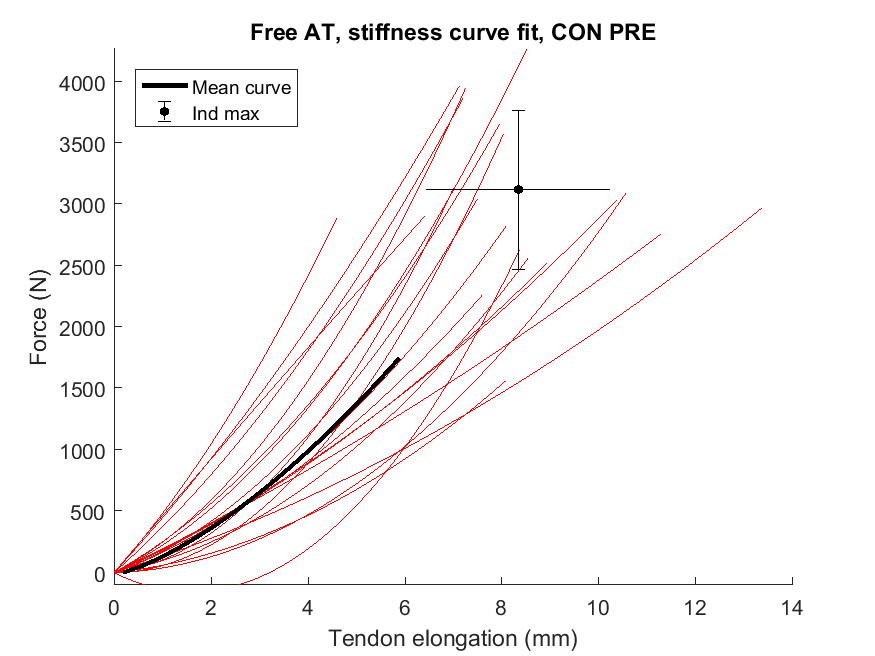 Free AT, stiffness curve fit, CON PRE
Mean curve
Ind max
4000
3500
3000
2500
2000
1500
1000
500
0
Force (N)
0 2 4 6 8 10 12 14
Tendon elongation (mm)